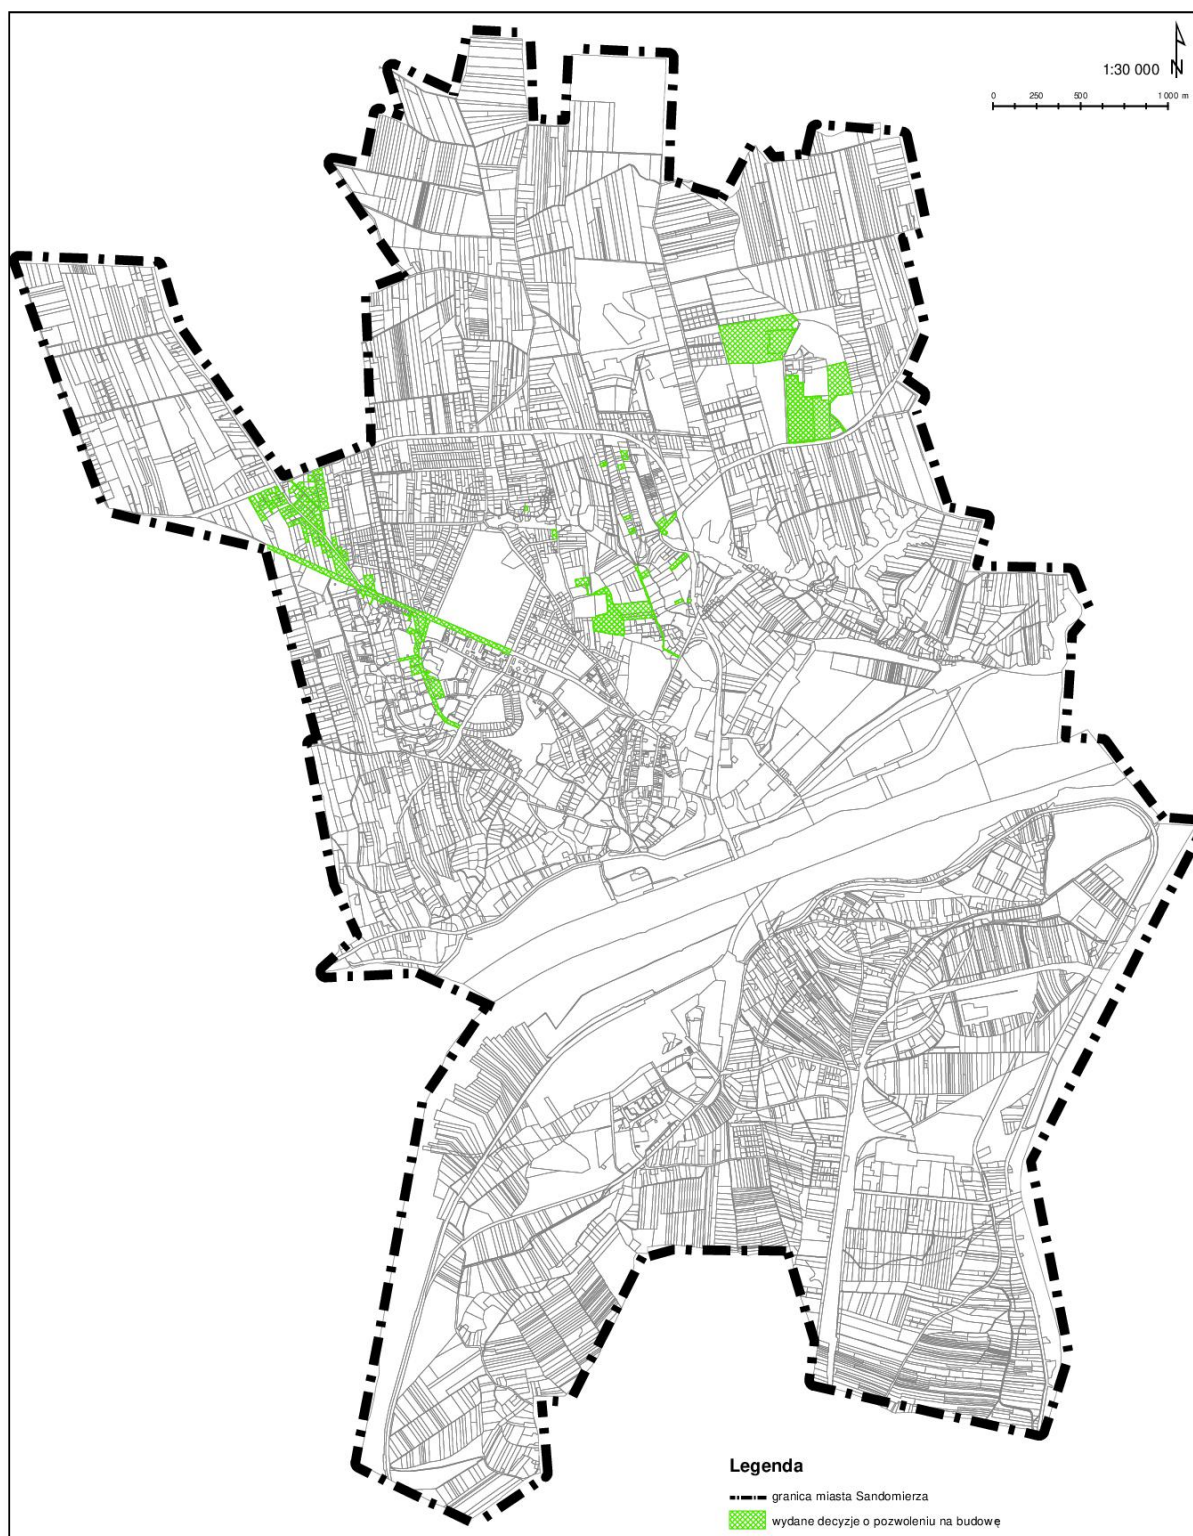 N
1:30 000
0 250 500 1 000 m
Legenda
granica miasta Sandomierza
wydane decyzje o pozwoleniu na budowę